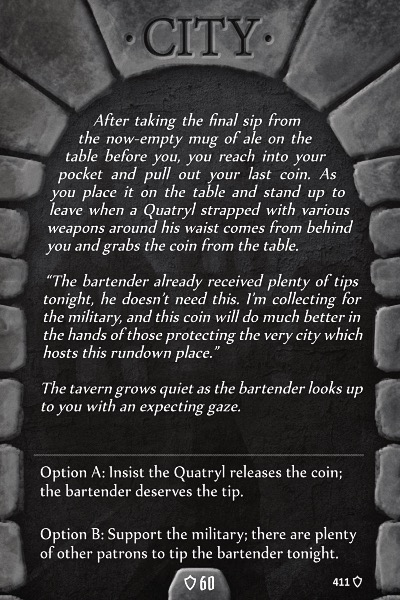 · CITY ·
After taking the final sip from
the now-empty mug of ale on the
table before you, you reach into your
pocket and pull out your last coin. As
you place it on the table and stand up to
leave when a Quatryl strapped with various
weapons around his waist comes from behind
you and grabs the coin from the table.
“The bartender already received plenty of tips
tonight, he doesn’t need this. I’m collecting for
the military, and this coin will do much better in
the hands of those protecting the very city which
hosts this rundown place.”
The tavern grows quiet as the bartender looks up
to you with an expecting gaze.
Option A: Insist the Quatryl releases the coin;
the bartender deserves the tip.
Option B: Support the military; there are plenty
of other patrons to tip the bartender tonight.
60
411